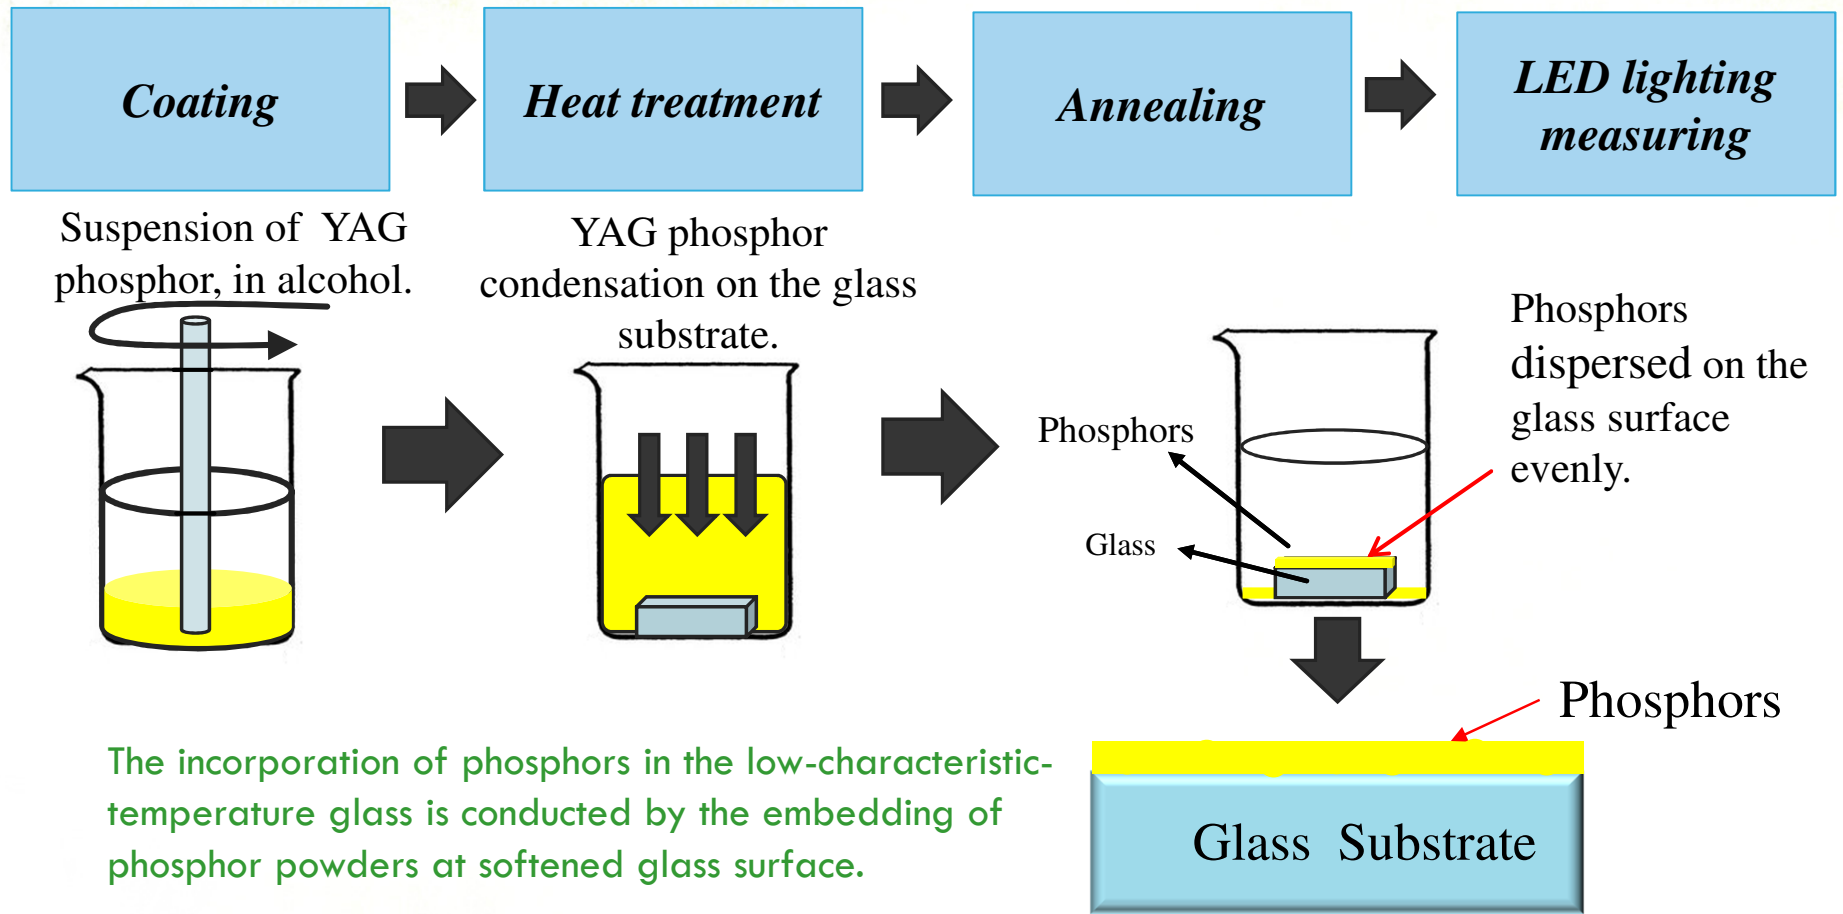 Coating
Heat treatment
Annealing
LED lighting
measuring
Suspension of YAG
phosphor, in alcohol.
YAG phosphor
condensation on the glass
substrate.
Phosphors
Glass
Phosphors
dispersed on the
glass surface
evenly.
Phosphors
Glass Substrate
The incorporation of phosphors in the low-characteristic-
temperature glass is conducted by the embedding of
phosphor powders at softened glass surface.